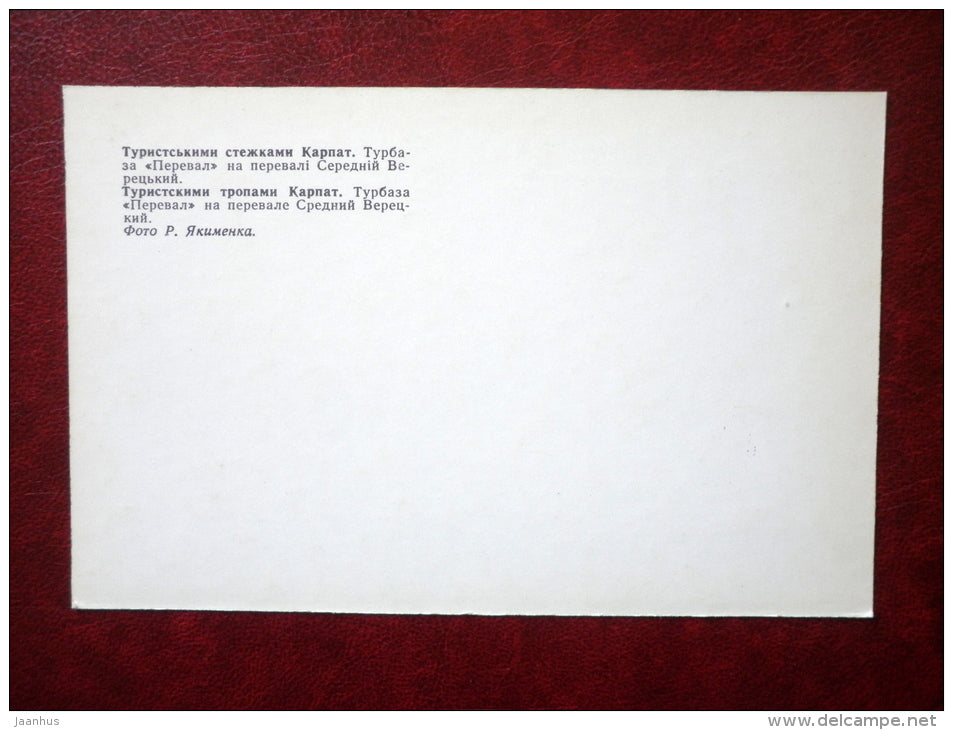 Туристськими стежками Карпат. Турба-
за «Перевал» на перевалі Середній Ве-
рецький.
Туристскими тропами Карпат. Турбаза
«Перевал» на перевале Средний Верец-
кий.
Фото Р. Якименка.
jaanhus
www.delcampe.net